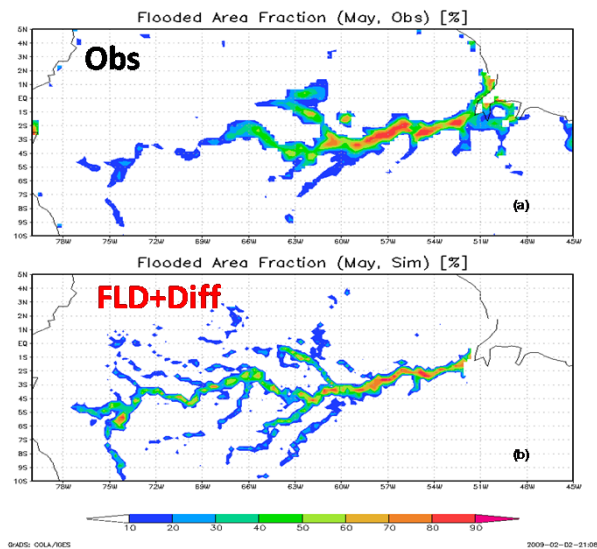 Flooded Area Fraction (May, Obs) [%]
Obs
5N
4N
3N
2N
1N
EQ
1S
2S
3S
4S
5S
6S
7S
8S
9S
10S
(a)
78W 75W 72W 69W 66W 63W 60W 57W 54W 51W 48W 45W
Flooded Area Fraction (May, Sim) [%]
FLD+Diff
5N
4N
3N
2N
1N
EQ
1S
2S
3S
4S
5S
6S
7S
8S
9S
10S
(b)
78W 75W 72W 69W 66W 63W 60W 57W 54W 51W 48W 45W
10 20 30 40 50 60 70 80 90
GrADS: COLA/IGES 2009-02-02-21:08